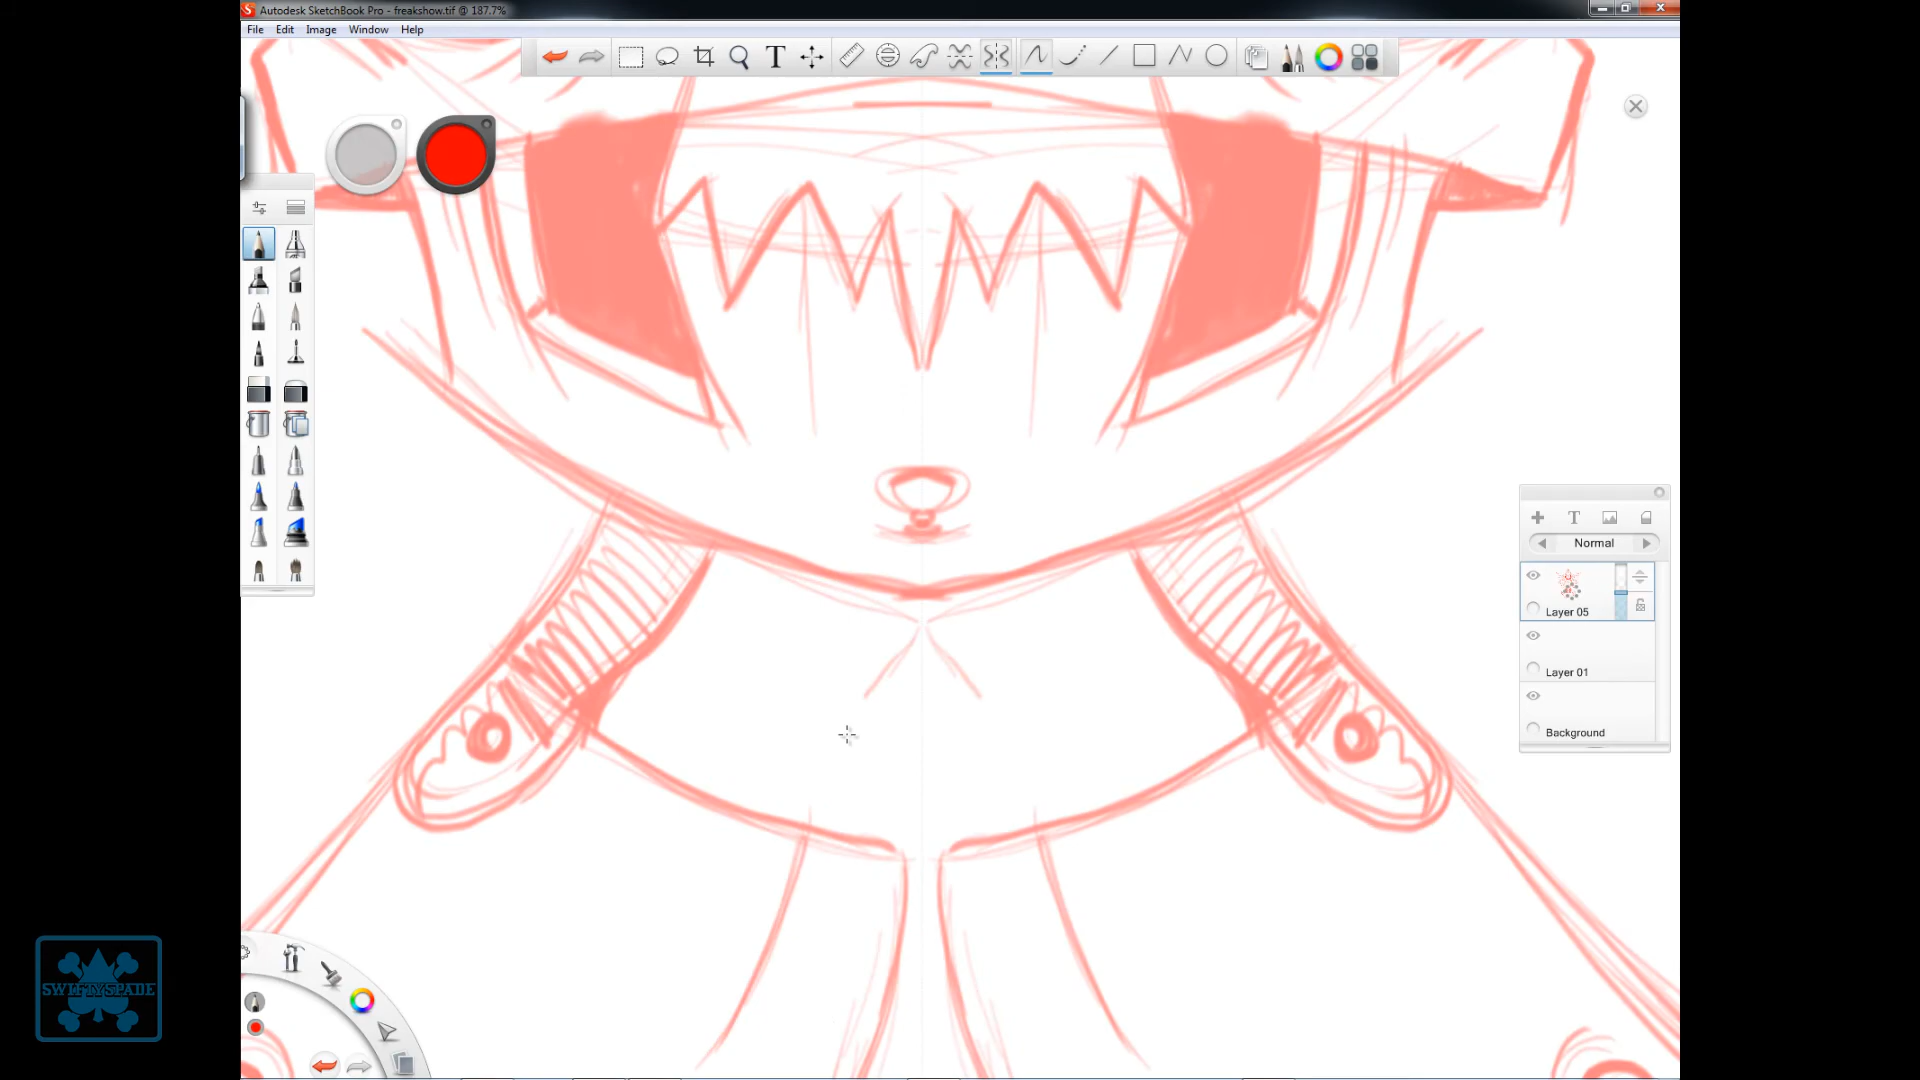 Autodesk SketchBook Pro - freakshow.tif @ 187.7%
File Edit Image Window Help
T
T
Normal
Layer 05
Layer 01
Background
SWIFTYSPADE